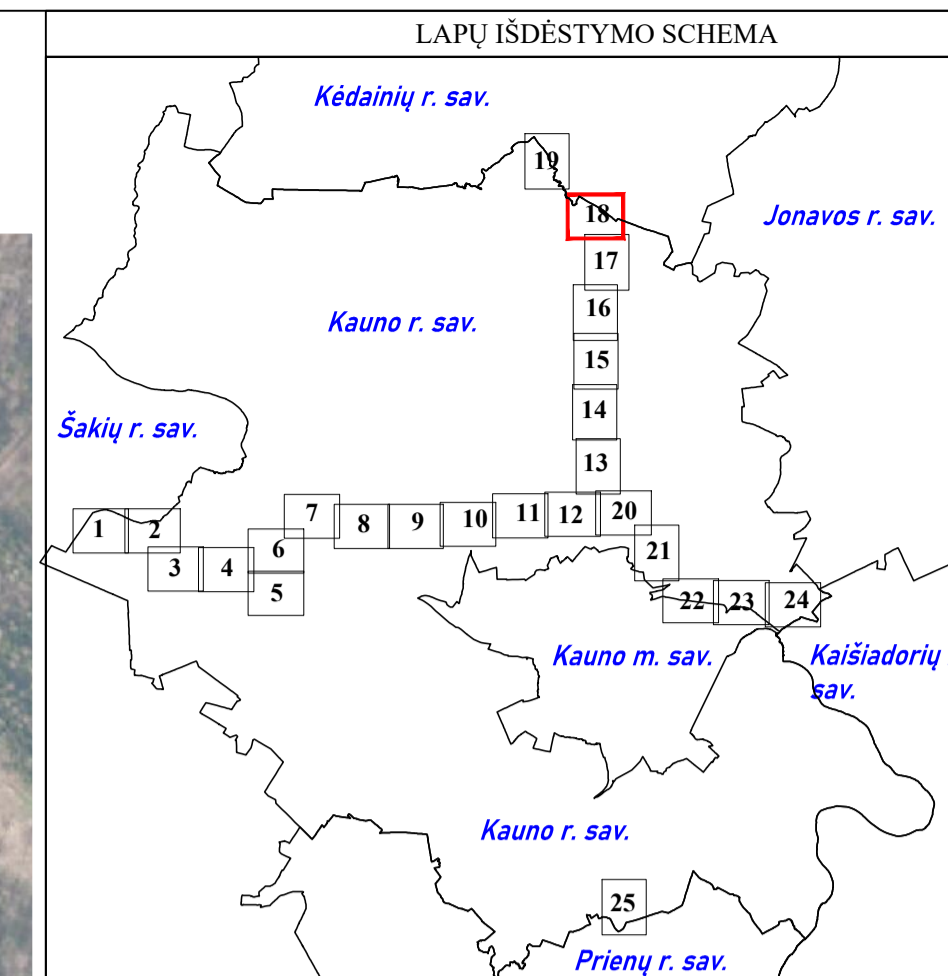 LAPŲ IŠDĖSTYMO SCHEMA
Kėdainių r. sav.
19
18
Jonavos r. sav.
17
16
Kauno r. sav.
15
14
Šakių r. sav.
13
7
8
9
10
11
12
20
1
2
21
6
3
4
5
22
23
24
Kauno m. sav.
Kaišiadorių
sav.
Kauno r. sav.
25
Prienų r. sav.